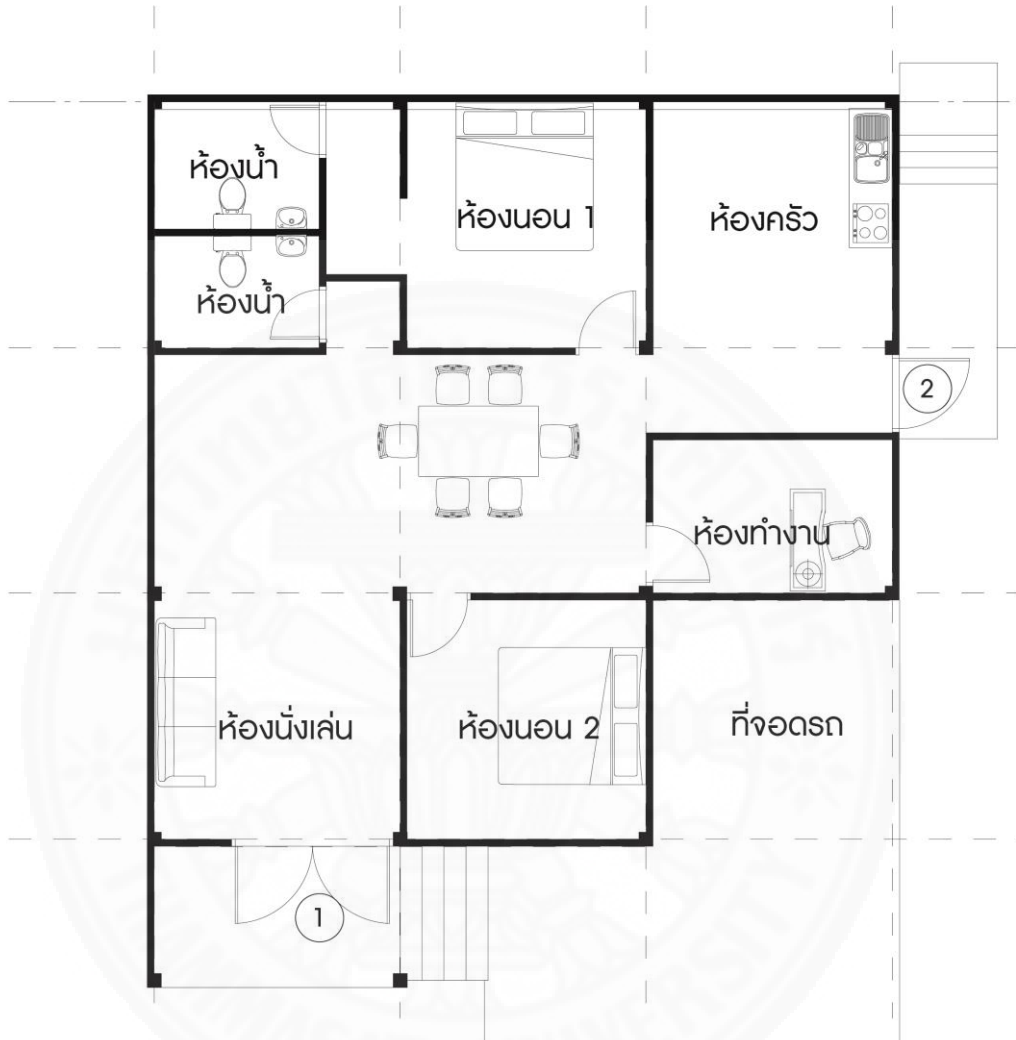 ห้องน้ำ
ห้องนอน 1
ห้องครัว
ห้องน้ำ
2
ห้องทำงาน
ห้องนั่งเล่น
ห้องนอน 2
ที่จอดรถ
1
UNIVERSITY